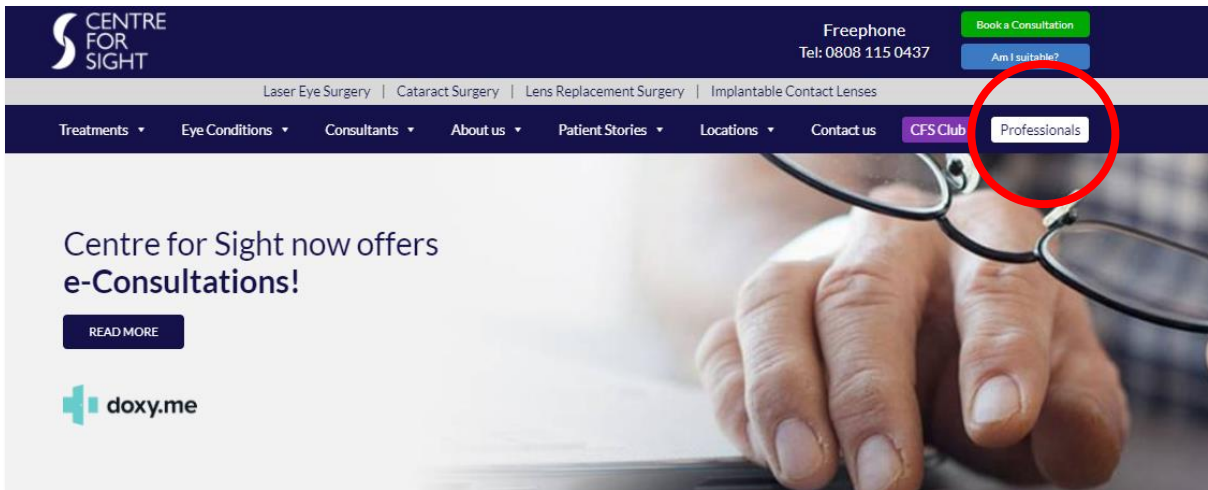 CENTRE
FOR
SIGHT
Freephone
Tel: 0808 115 0437
Book a Consultation
Am I suitable?
Laser Eye Surgery | Cataract Surgery | Lens Replacement Surgery | Implantable Contact Lenses
Treatments ▾ Eye Conditions ▾ Consultants ▾ About us ▾ Patient Stories ▾ Locations ▾ Contact us CFS Club Professionals
Centre for Sight now offers
e-Consultations!
READ MORE
doxy.me